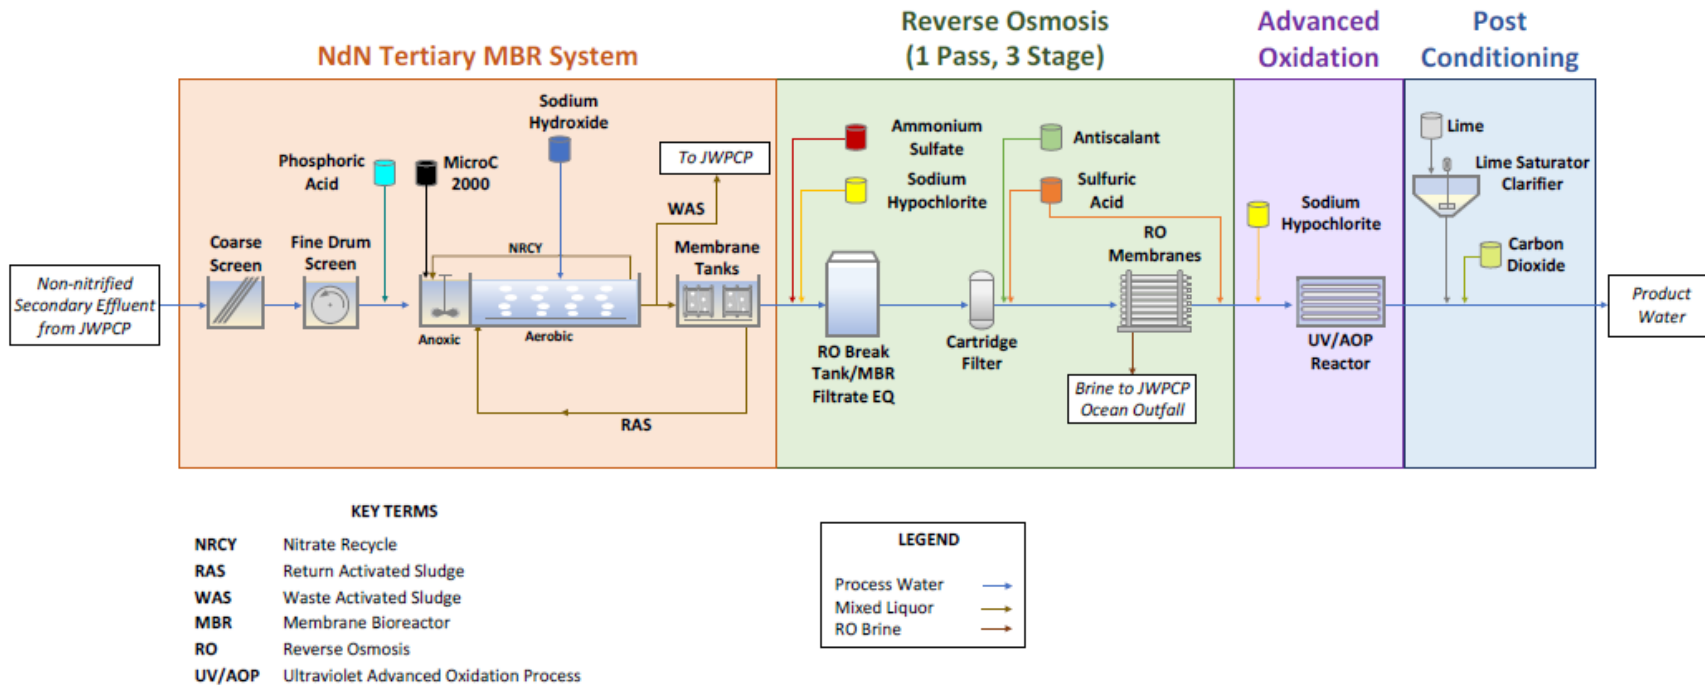 NdN Tertiary MBR System
Reverse Osmosis
(1 Pass, 3 Stage)
Advanced
Oxidation
Post
Conditioning
Non-nitrified
Secondary Effluent
from JWPCP
Coarse
Screen
Fine Drum
Screen
Phosphoric
Acid
MicroC
2000
Sodium
Hydroxide
NRCY
Anoxic
Aerobic
To JWPCP
WAS
Membrane
Tanks
RAS
Ammonium
Sulfate
Sodium
Hypochlorite
RO Break
Tank/MBR
Filtrate EQ
Cartridge
Filter
Antiscalant
Sulfuric
Acid
RO
Membranes
Brine to JWPCP
Ocean Outfall
Sodium
Hypochlorite
UV/AOP
Reactor
Lime
Lime Saturator
Clarifier
Carbon
Dioxide
Product
Water
KEY TERMS
NRCY Nitrate Recycle
RAS Return Activated Sludge
WAS Waste Activated Sludge
MBR Membrane Bioreactor
RO Reverse Osmosis
UV/AOP Ultraviolet Advanced Oxidation Process
LEGEND
Process Water
Mixed Liquor
RO Brine